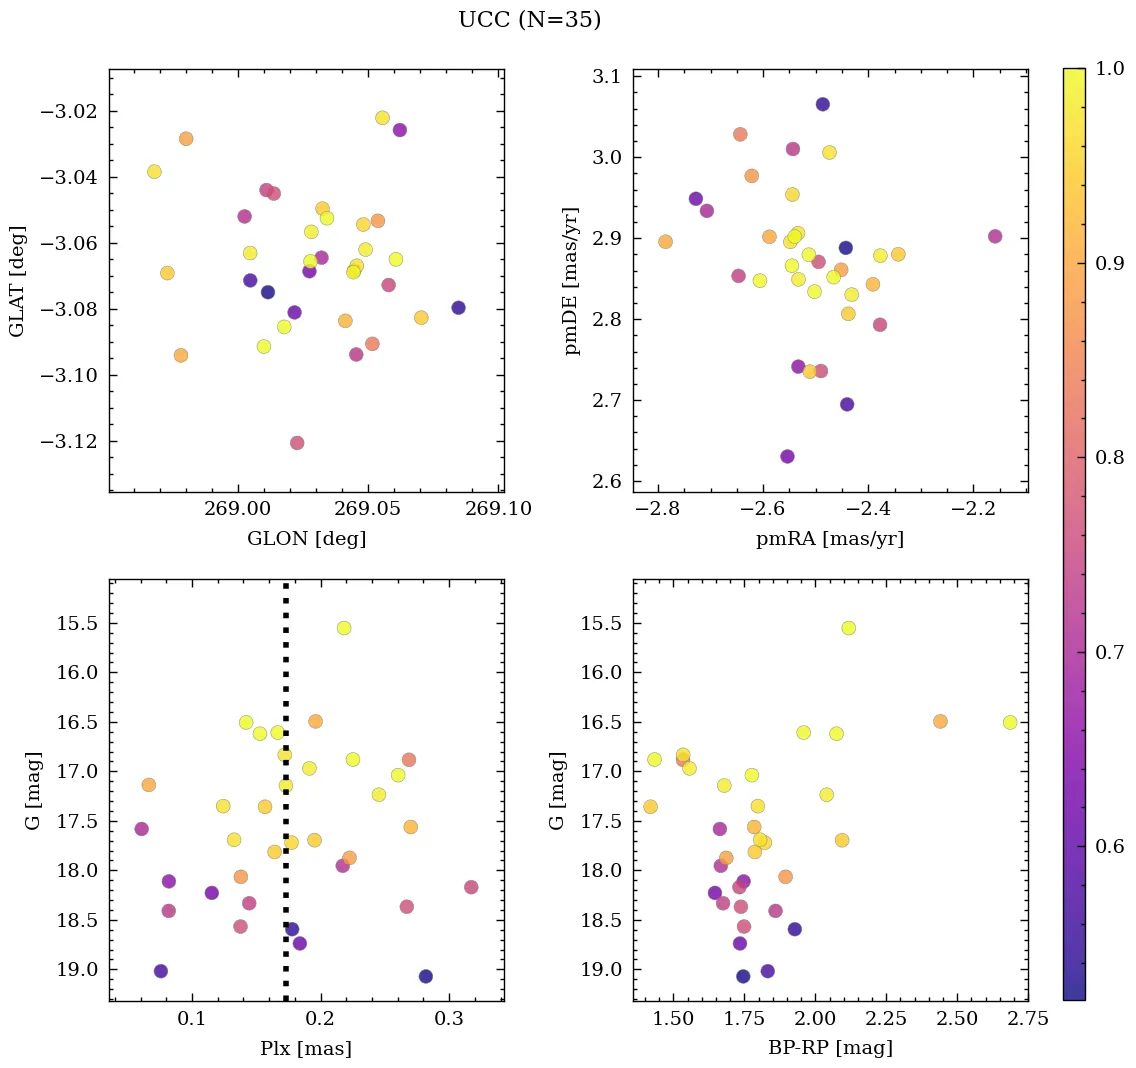 UCC (N=35)
−3.02
−3.04
−3.06
−3.08
−3.10
−3.12
GLAT [deg]
269.00 269.05 269.10
GLON [deg]
3.1
3.0
2.9
2.8
2.7
2.6
pmDE [mas/yr]
−2.8 −2.6 −2.4 −2.2
pmRA [mas/yr]
15.5
16.0
16.5
17.0
17.5
18.0
18.5
19.0
G [mag]
0.1 0.2 0.3
Plx [mas]
15.5
16.0
16.5
17.0
17.5
18.0
18.5
19.0
G [mag]
1.50 1.75 2.00 2.25 2.50 2.75
BP-RP [mag]
1.0
0.9
0.8
0.7
0.6